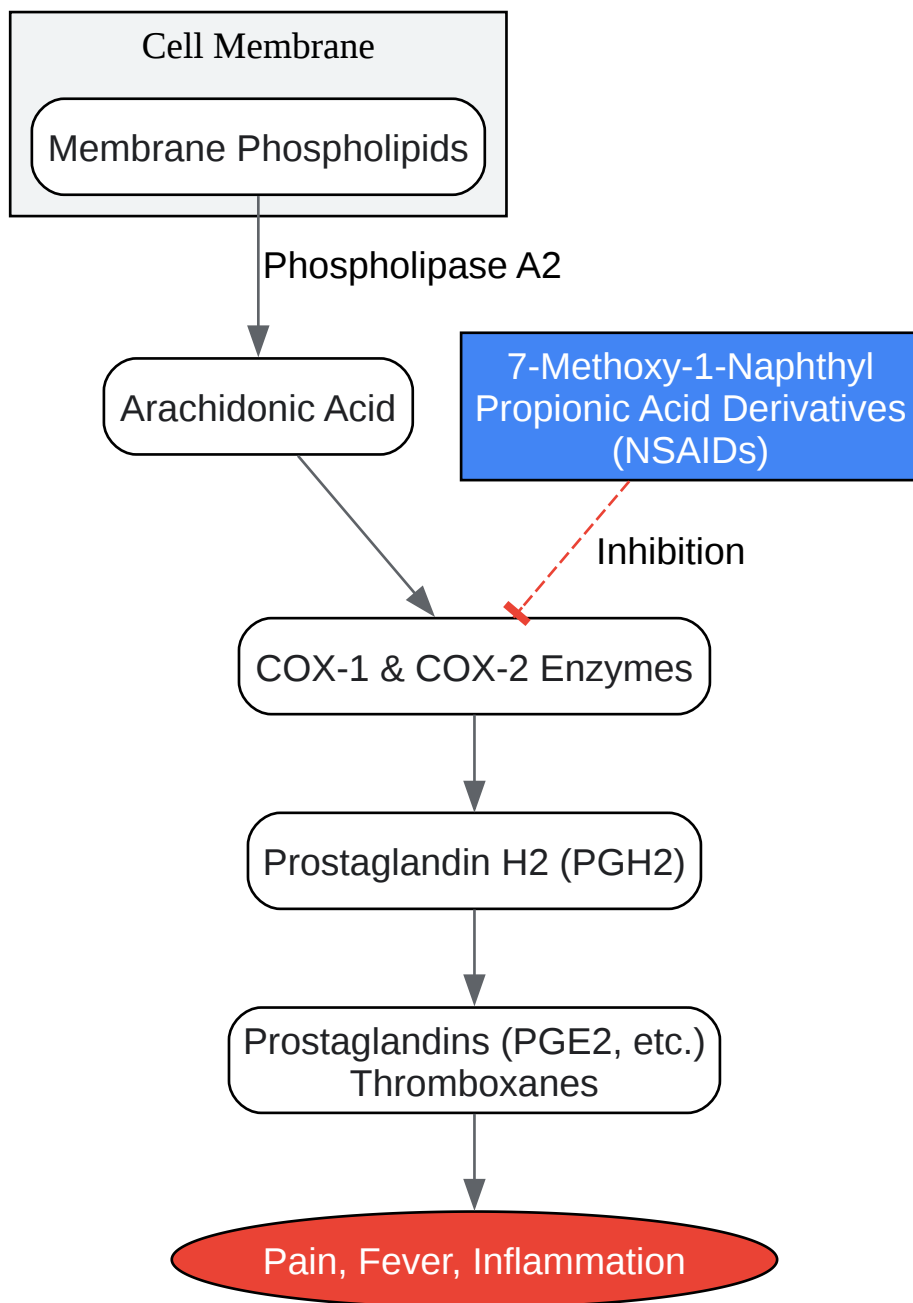 Cell Membrane
Membrane Phospholipids
Phospholipase A2
Arachidonic Acid
7-Methoxy-1-Naphthyl
Propionic Acid Derivatives
(NSAIDs)
Inhibition
COX-1 & COX-2 Enzymes
Prostaglandin H2 (PGH2)
Prostaglandins (PGE2, etc.)
Thromboxanes
Pain, Fever, Inflammation